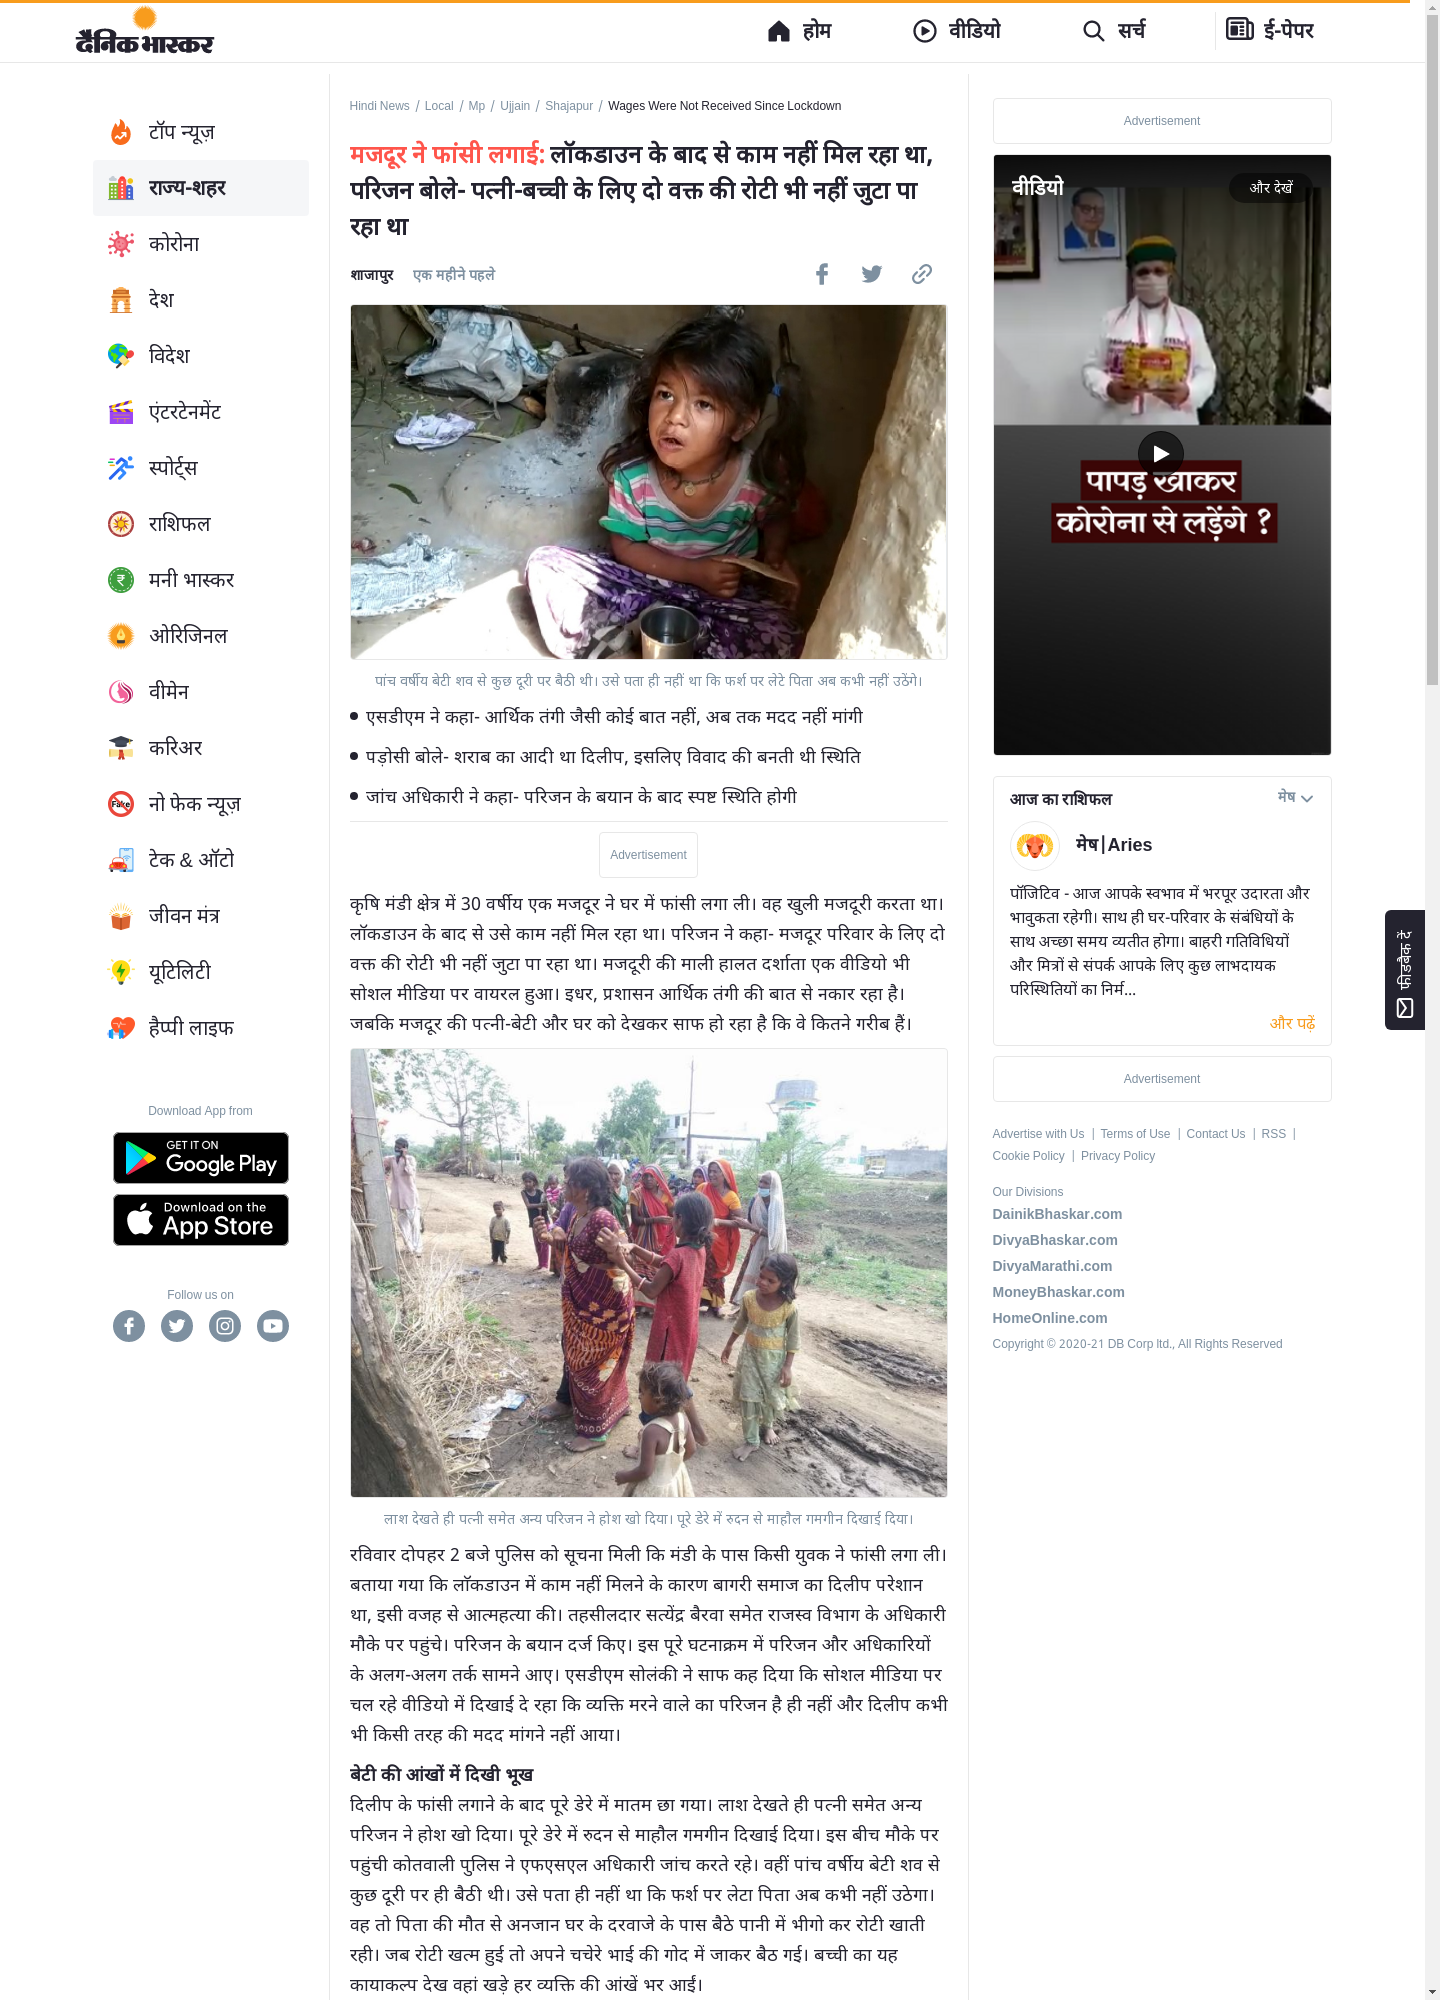 दैनिक भास्कर
होम
वीडियो
सर्च
ई-पेपर
टॉप न्यूज़
राज्य-शहर
कोरोना
देश
विदेश
एंटरटेनमेंट
स्पोर्ट्स
राशिफल
मनी भास्कर
ओरिजिनल
वीमेन
करिअर
Fake
नो फेक न्यूज़
टेक & ऑटो
जीवन मंत्र
यूटिलिटी
हैप्पी लाइफ
Download App from
GET IT ON
Google Play
Download on the
App Store
Follow us on
Hindi News / Local / Mp / Ujjain / Shajapur / Wages Were Not Received Since Lockdown
मजदूर ने फांसी लगाई: लॉकडाउन के बाद से काम नहीं मिल रहा था,
परिजन बोले- पत्नी-बच्ची के लिए दो वक्त की रोटी भी नहीं जुटा पा
रहा था
शाजापुर एक महीने पहले
पांच वर्षीय बेटी शव से कुछ दूरी पर बैठी थी। उसे पता ही नहीं था कि फर्श पर लेटे पिता अब कभी नहीं उठेंगे।
एसडीएम ने कहा- आर्थिक तंगी जैसी कोई बात नहीं, अब तक मदद नहीं मांगी
पड़ोसी बोले- शराब का आदी था दिलीप, इसलिए विवाद की बनती थी स्थिति
जांच अधिकारी ने कहा- परिजन के बयान के बाद स्पष्ट स्थिति होगी
Advertisement
कृषि मंडी क्षेत्र में 30 वर्षीय एक मजदूर ने घर में फांसी लगा ली। वह खुली मजदूरी करता था।
लॉकडाउन के बाद से उसे काम नहीं मिल रहा था। परिजन ने कहा- मजदूर परिवार के लिए दो
वक्त की रोटी भी नहीं जुटा पा रहा था। मजदूरी की माली हालत दर्शाता एक वीडियो भी
सोशल मीडिया पर वायरल हुआ। इधर, प्रशासन आर्थिक तंगी की बात से नकार रहा है।
जबकि मजदूर की पत्नी-बेटी और घर को देखकर साफ हो रहा है कि वे कितने गरीब हैं।
लाश देखते ही पत्नी समेत अन्य परिजन ने होश खो दिया। पूरे डेरे में रुदन से माहौल गमगीन दिखाई दिया।
रविवार दोपहर 2 बजे पुलिस को सूचना मिली कि मंडी के पास किसी युवक ने फांसी लगा ली।
बताया गया कि लॉकडाउन में काम नहीं मिलने के कारण बागरी समाज का दिलीप परेशान
था, इसी वजह से आत्महत्या की। तहसीलदार सत्येंद्र बैरवा समेत राजस्व विभाग के अधिकारी
मौके पर पहुंचे। परिजन के बयान दर्ज किए। इस पूरे घटनाक्रम में परिजन और अधिकारियों
के अलग-अलग तर्क सामने आए। एसडीएम सोलंकी ने साफ कह दिया कि सोशल मीडिया पर
चल रहे वीडियो में दिखाई दे रहा कि व्यक्ति मरने वाले का परिजन है ही नहीं और दिलीप कभी
भी किसी तरह की मदद मांगने नहीं आया।
बेटी की आंखों में दिखी भूख
दिलीप के फांसी लगाने के बाद पूरे डेरे में मातम छा गया। लाश देखते ही पत्नी समेत अन्य
परिजन ने होश खो दिया। पूरे डेरे में रुदन से माहौल गमगीन दिखाई दिया। इस बीच मौके पर
पहुंची कोतवाली पुलिस ने एफएसएल अधिकारी जांच करते रहे। वहीं पांच वर्षीय बेटी शव से
कुछ दूरी पर ही बैठी थी। उसे पता ही नहीं था कि फर्श पर लेटा पिता अब कभी नहीं उठेगा।
वह तो पिता की मौत से अनजान घर के दरवाजे के पास बैठे पानी में भीगो कर रोटी खाती
रही। जब रोटी खत्म हुई तो अपने चचेरे भाई की गोद में जाकर बैठ गई। बच्ची का यह
कायाकल्प देख वहां खड़े हर व्यक्ति की आंखें भर आईं।
Advertisement
वीडियो
और देखें
पापड़ खाकर
कोरोना से लड़ेंगे ?
आज का राशिफल
मेष
मेष|Aries
पॉजिटिव - आज आपके स्वभाव में भरपूर उदारता और
भावुकता रहेगी। साथ ही घर-परिवार के संबंधियों के
साथ अच्छा समय व्यतीत होगा। बाहरी गतिविधियों
और मित्रों से संपर्क आपके लिए कुछ लाभदायक
परिस्थितियों का निर्म...
और पढ़ें
Advertisement
Advertise with Us | Terms of Use | Contact Us | RSS |
Cookie Policy | Privacy Policy
Our Divisions
DainikBhaskar.com
DivyaBhaskar.com
DivyaMarathi.com
MoneyBhaskar.com
HomeOnline.com
Copyright © 2020-21 DB Corp ltd., All Rights Reserved
फीडबैक दें